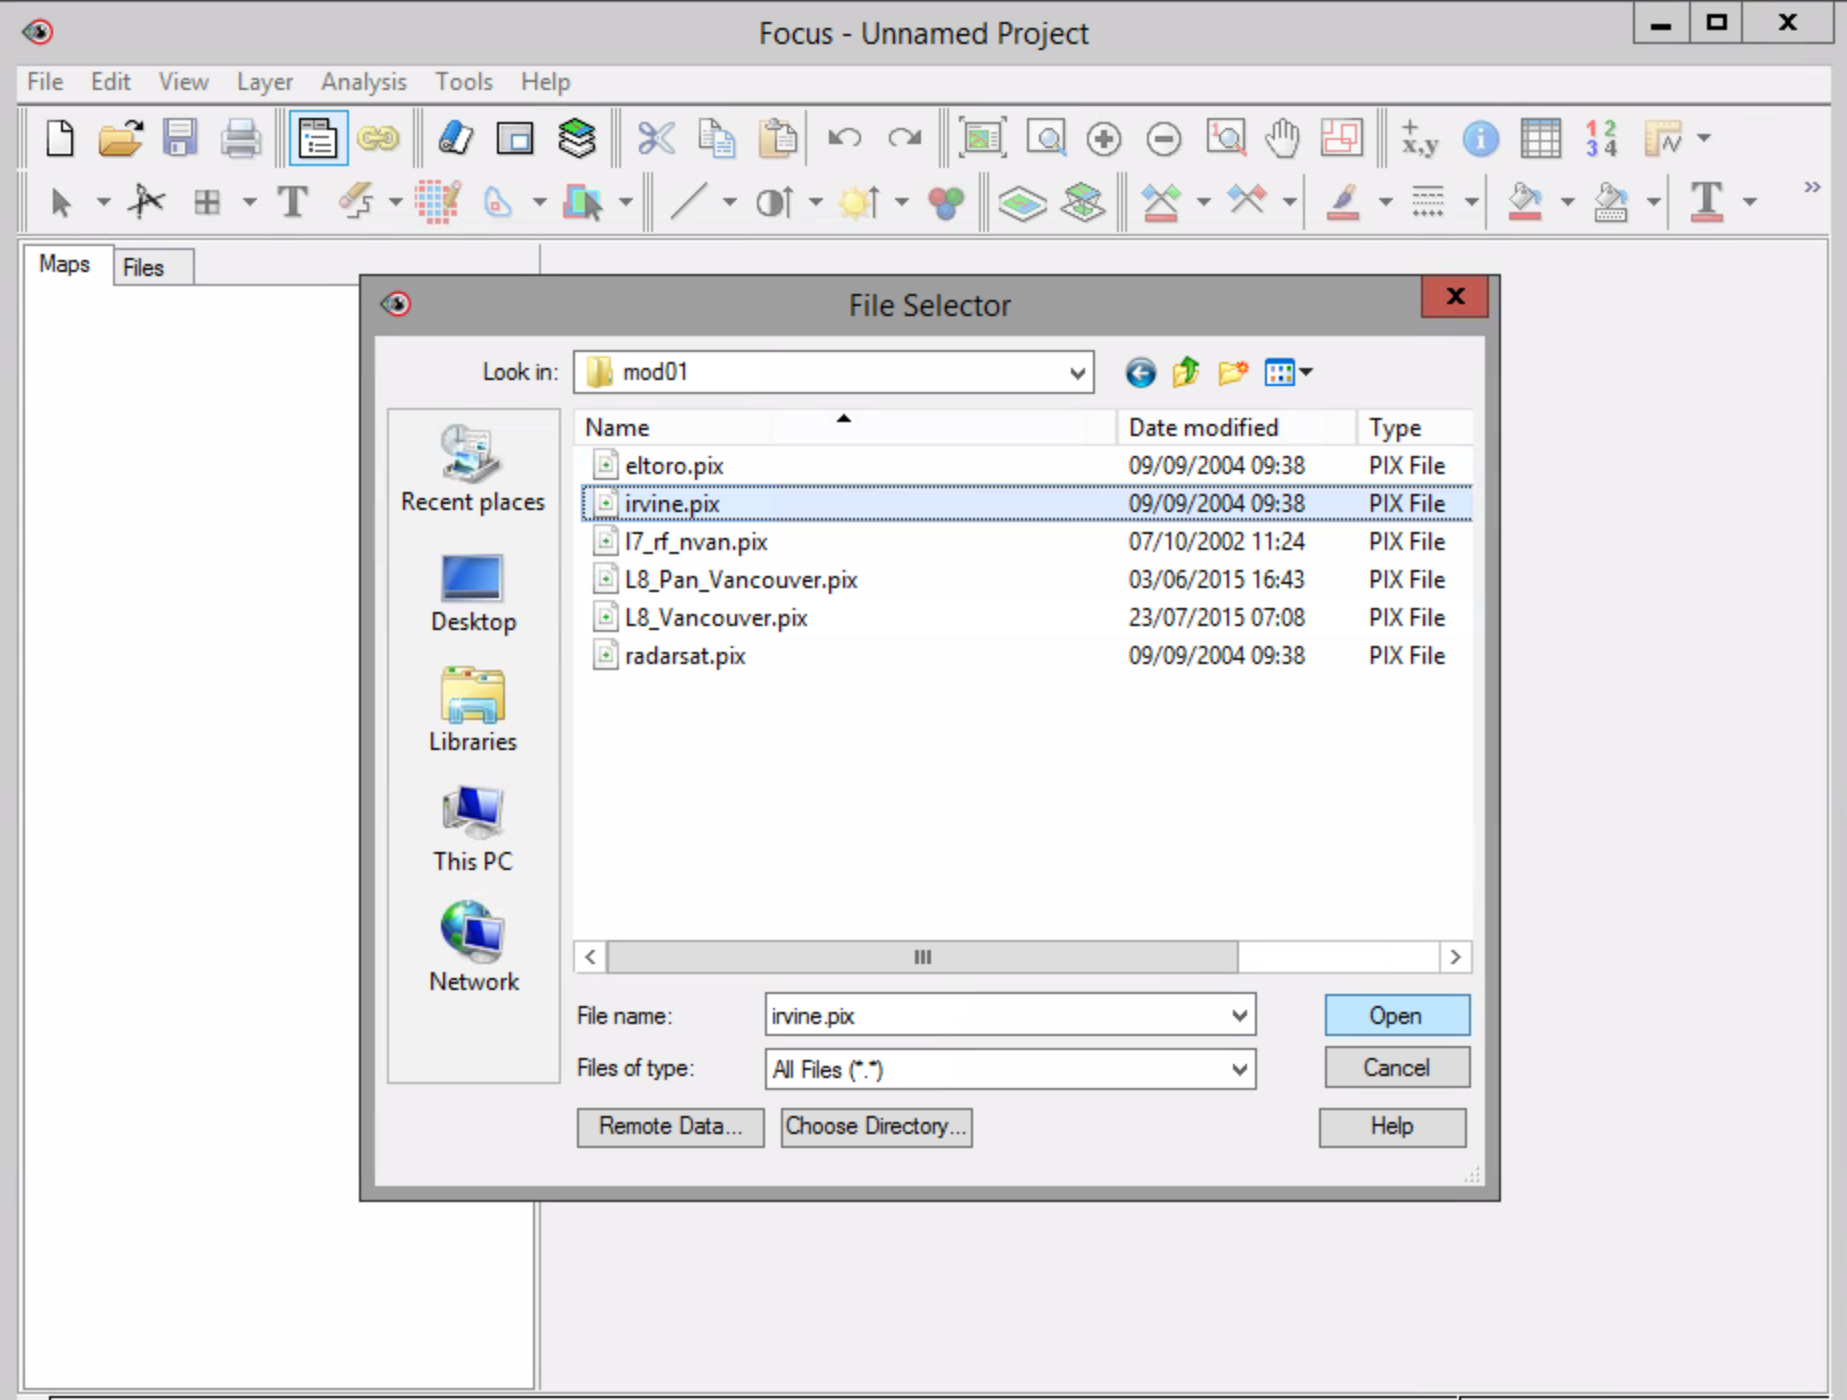 Focus - Unnamed Project
File Edit View Layer Analysis Tools Help
+
x,y
i
1 2
3 4
1
T
T
»
Maps Files
File Selector
Look in: mod01
Name Date modified Type
eltoro.pix 09/09/2004 09:38 PIX File
irvine.pix 09/09/2004 09:38 PIX File
l7_rf_nvan.pix 07/10/2002 11:24 PIX File
L8_Pan_Vancouver.pix 03/06/2015 16:43 PIX File
L8_Vancouver.pix 23/07/2015 07:08 PIX File
radarsat.pix 09/09/2004 09:38 PIX File
Recent places
Desktop
Libraries
This PC
Network
File name: irvine.pix Open
Files of type: All Files (*.*) Cancel
Remote Data... Choose Directory... Help